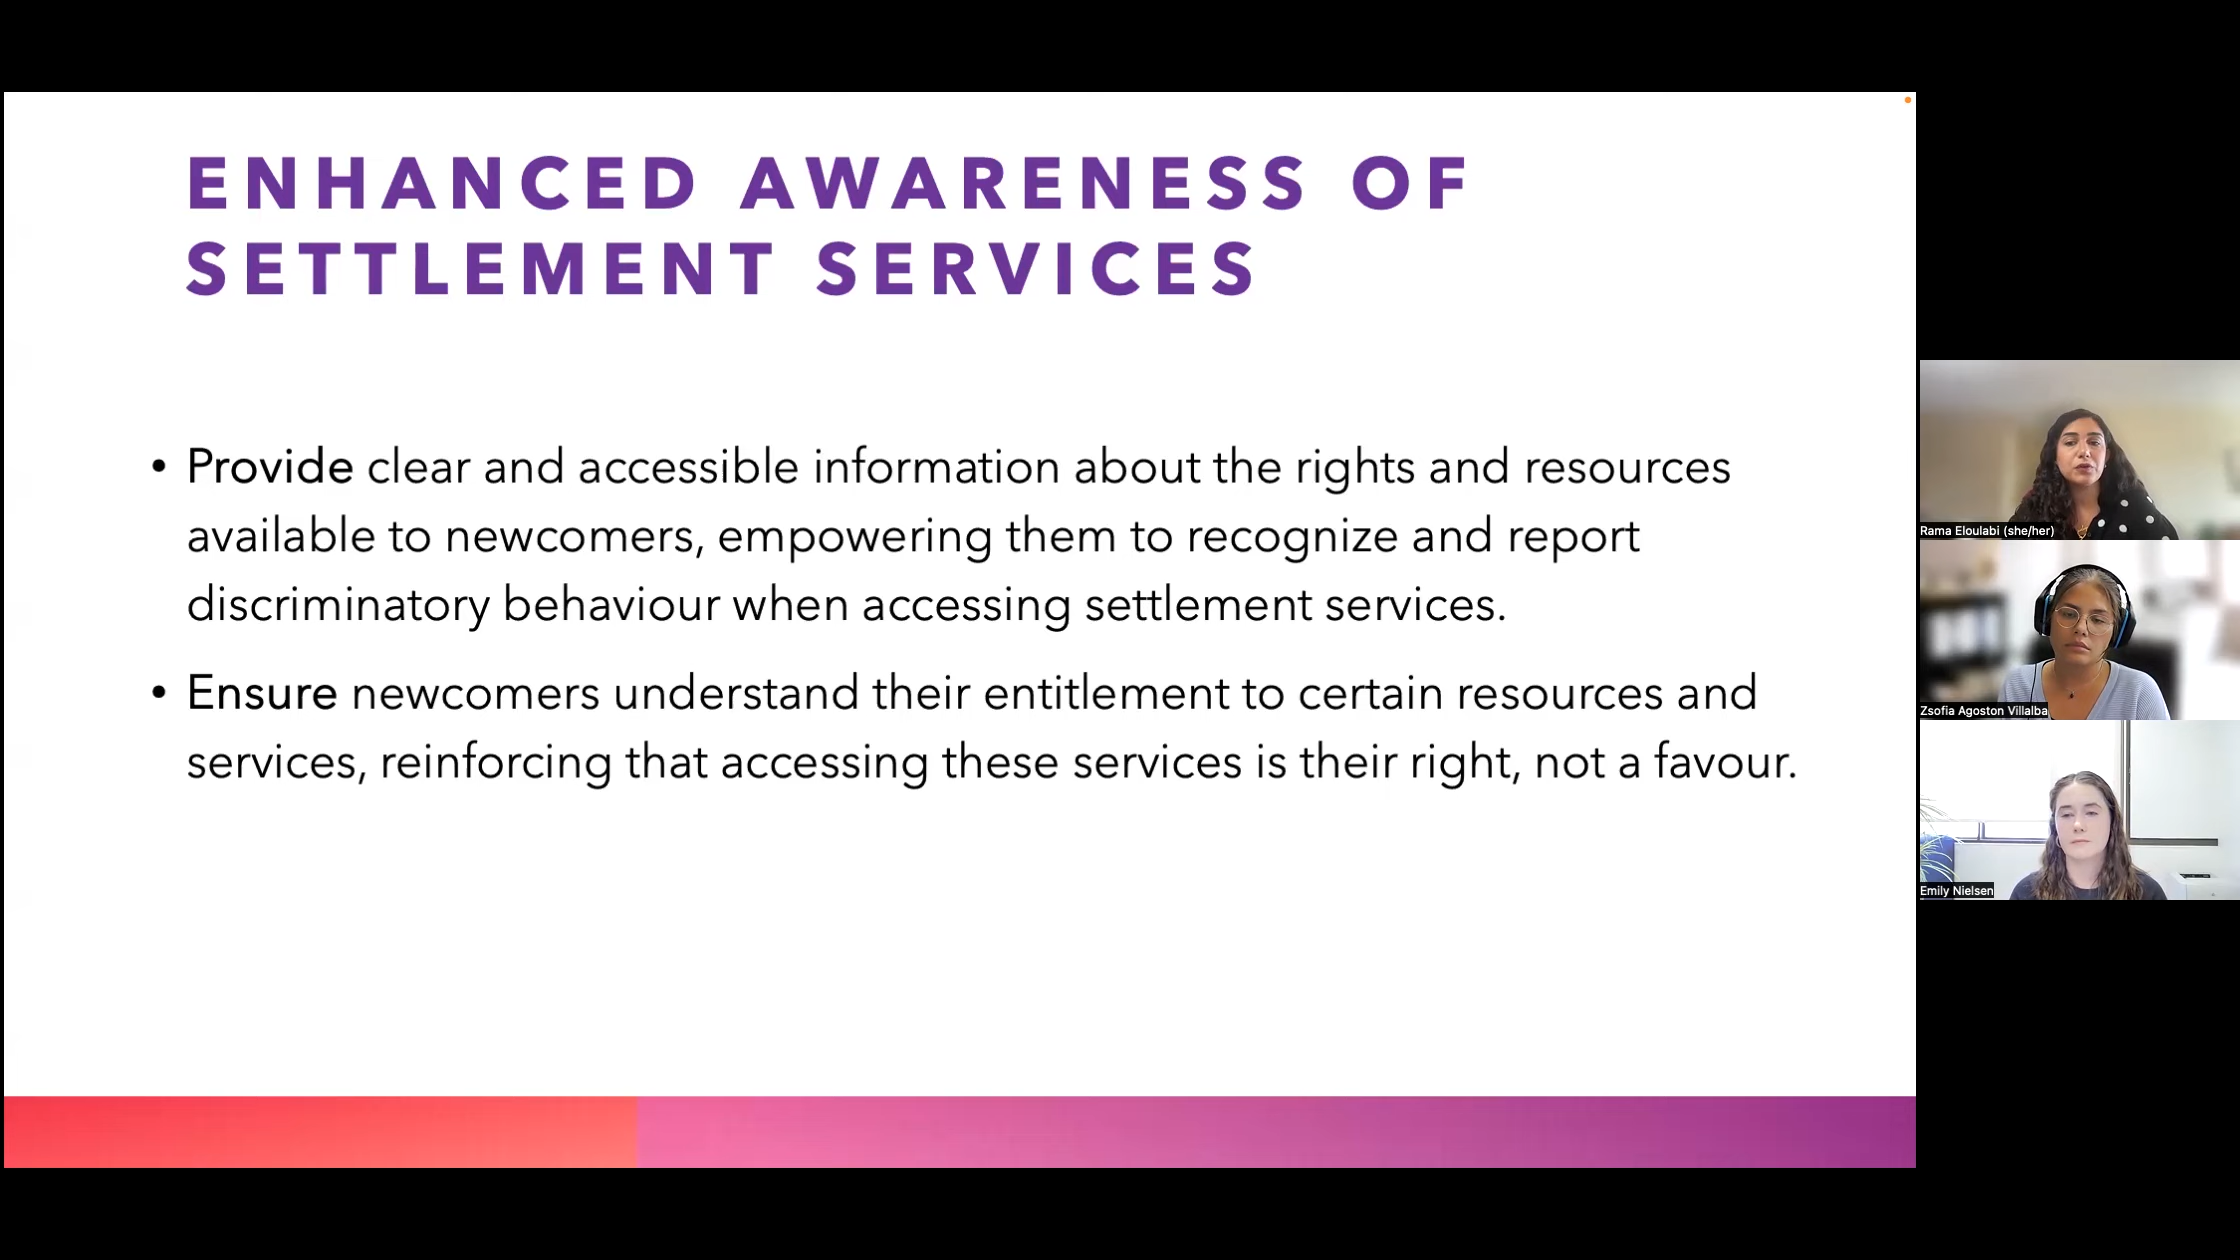 ENHANCED AWARENESS OF
SETTLEMENT SERVICES
• Provide clear and accessible information about the rights and resources
available to newcomers, empowering them to recognize and report
discriminatory behaviour when accessing settlement services.
• Ensure newcomers understand their entitlement to certain resources and
services, reinforcing that accessing these services is their right, not a favour.
Rama Eloulabi (she/her)
Zsofia Agoston Villalba
Emily Nielsen